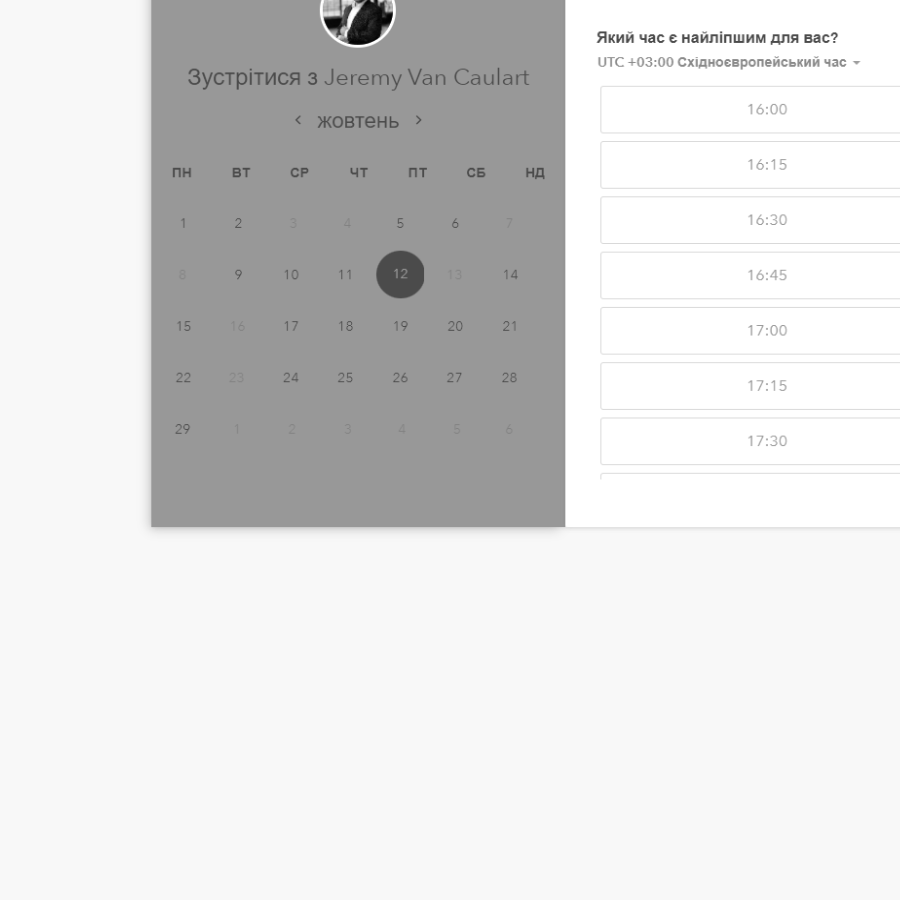 Зустрітися з Jeremy Van Caulart
жовтень
ПН ВТ СР ЧТ ПТ СБ НД
1 2 3 4 5 6 7
8 9 10 11 12 13 14
15 16 17 18 19 20 21
22 23 24 25 26 27 28
29 1 2 3 4 5 6
Який час є найліпшим для вас?
UTC +03:00 Східноєвропейський час
16:00
16:15
16:30
16:45
17:00
17:15
17:30